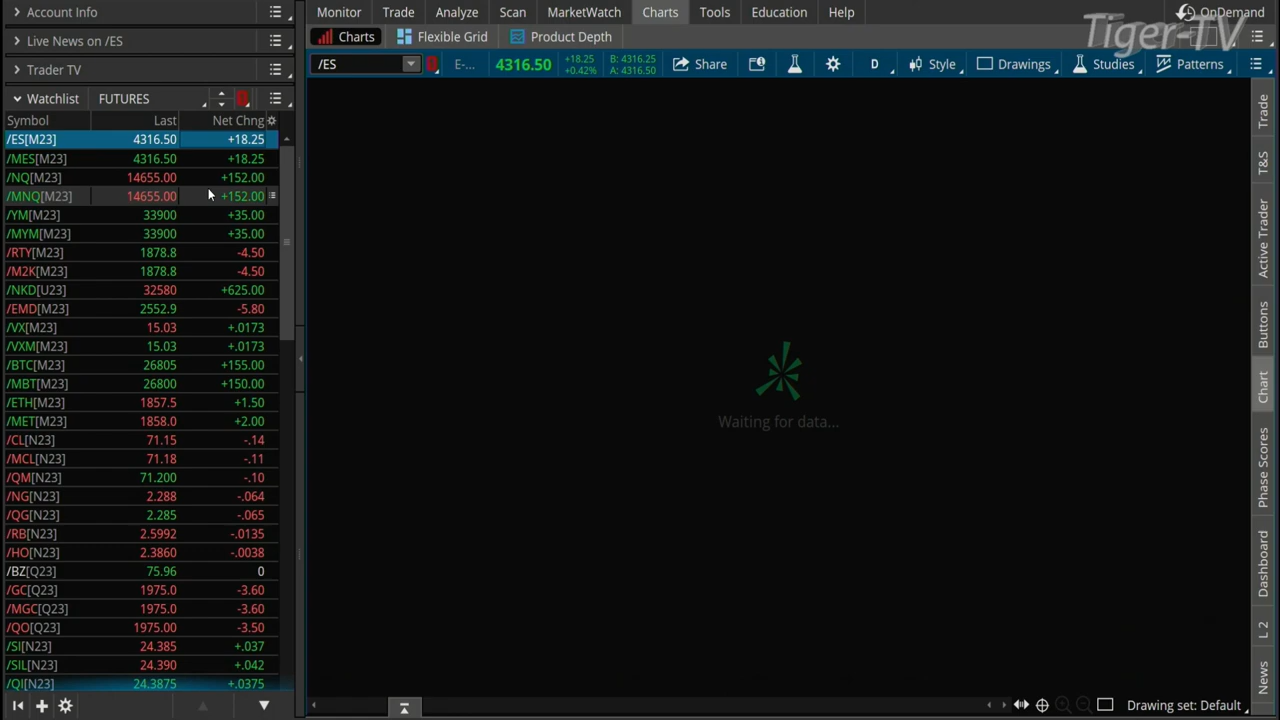 Account Info
Live News on /ES
Trader TV
Watchlist FUTURES
Symbol Last Net Chng
/ES[M23] 4316.50 +18.25
/MES[M23] 4316.50 +18.25
/NQ[M23] 14655.00 +152.00
/MNQ[M23] 14655.00 +152.00
/YM[M23] 33900 +35.00
/MYM[M23] 33900 +35.00
/RTY[M23] 1878.8 -4.50
/M2K[M23] 1878.8 -4.50
/NKD[U23] 32580 +625.00
/EMD[M23] 2552.9 -5.80
/VX[M23] 15.03 +.0173
/VXM[M23] 15.03 +.0173
/BTC[M23] 26805 +155.00
/MBT[M23] 26800 +150.00
/ETH[M23] 1857.5 +1.50
/MET[M23] 1858.0 +2.00
/CL[N23] 71.15 -.14
/MCL[N23] 71.18 -.11
/QM[N23] 71.200 -.10
/NG[N23] 2.288 -.064
/QG[N23] 2.285 -.065
/RB[N23] 2.5992 -.0135
/HO[N23] 2.3860 -.0038
/BZ[Q23] 75.96 0
/GC[Q23] 1975.0 -3.60
/MGC[Q23] 1975.0 -3.60
/QO[Q23] 1975.00 -3.50
/SI[N23] 24.385 +.037
/SIL[N23] 24.390 +.042
/QI[N23] 24.3875 +.0375
Monitor Trade Analyze Scan MarketWatch Charts Tools Education Help
OnDemand
Tiger-TV
Charts Flexible Grid Product Depth
/ES E-... 4316.50 +18.25 B: 4316.25 Share D Style Drawings Studies Patterns
+0.42% A: 4316.50
Waiting for data...
Trade
T&S
Active Trader
Buttons
Chart
Phase Scores
Dashboard
L 2
News
Drawing set: Default